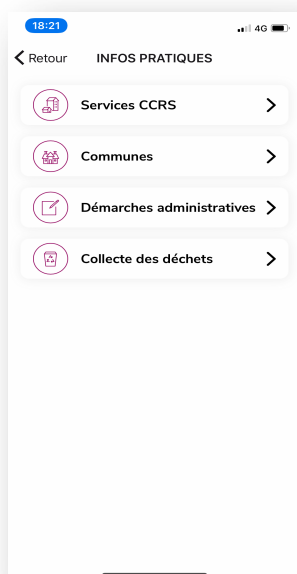 18:21
4G
Retour
INFOS PRATIQUES
Services CCRS
Communes
Démarches administratives
Collecte des déchets